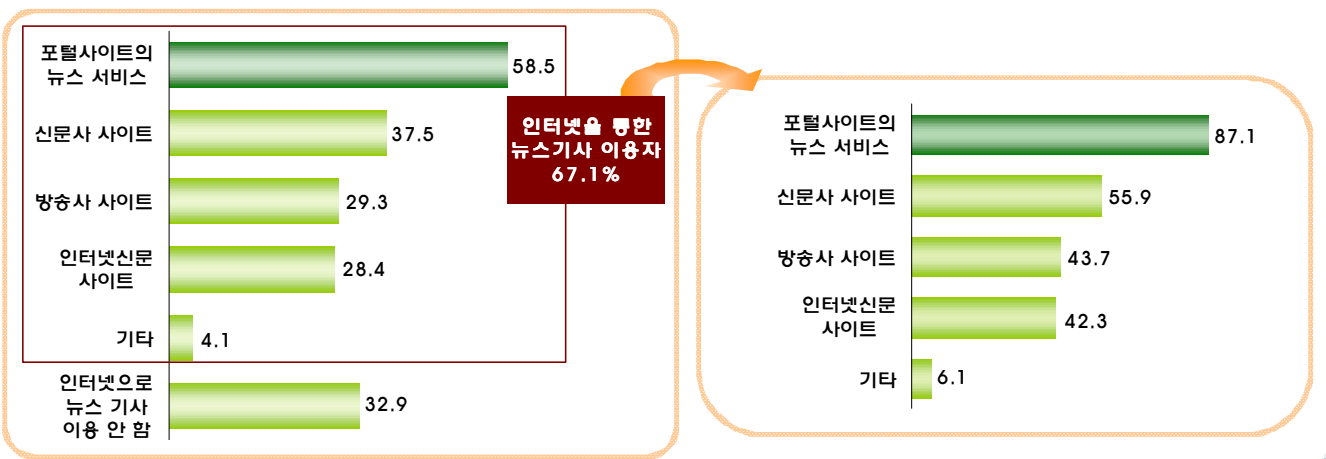 포털사이트의
뉴스 서비스
58.5
신문사 사이트
37.5
방송사 사이트
29.3
인터넷신문
사이트
28.4
기타
4.1
인터넷으로
뉴스 기사
이용 안 함
32.9
인터넷을 통한
뉴스기사 이용자
67.1%
포털사이트의
뉴스 서비스
87.1
신문사 사이트
55.9
방송사 사이트
43.7
인터넷신문
사이트
42.3
기타
6.1